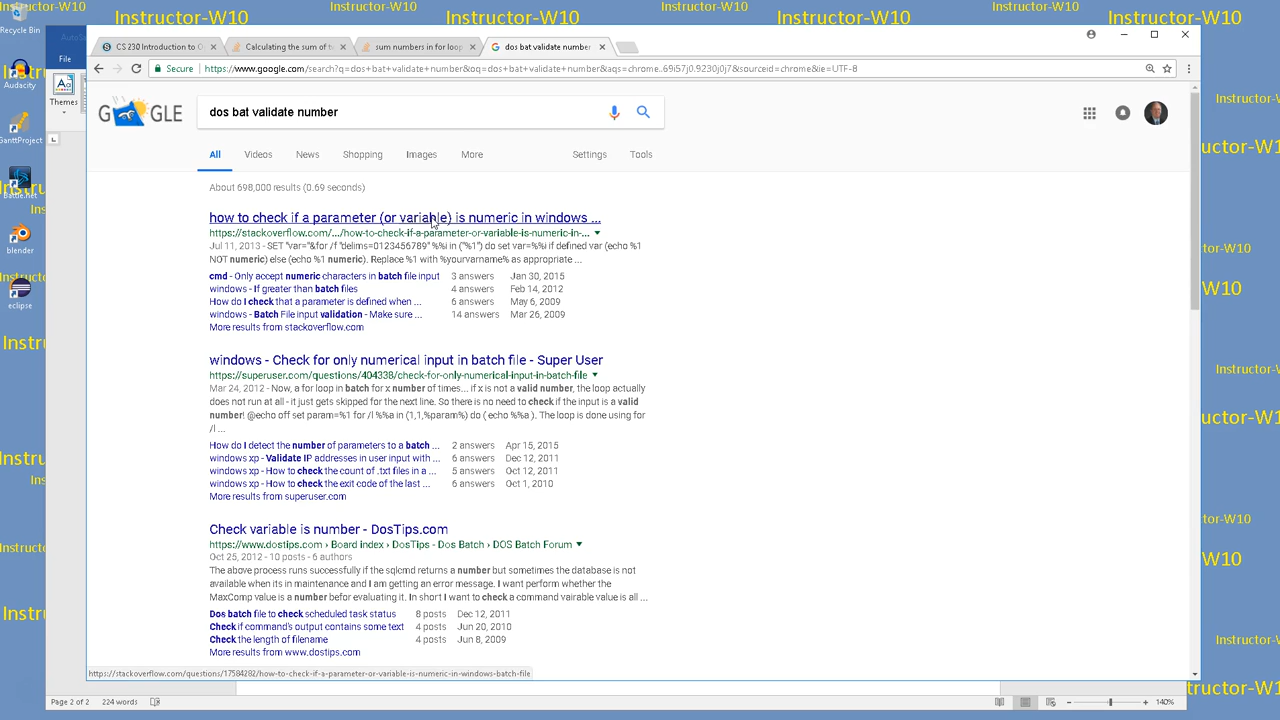 Instructor-W10
Instructor-W10
Instructor-W10
Instructor-W10
Instructor-W10
Instructor-W10
Instructor-W10
Recycle Bin
Audacity
GanttProject
Battle.net
blender
eclipse
File
Themes
CS 230 Introduction to
Calculating the sum of
sum numbers in for loop
dos bat validate number
Secure
https://www.google.com/search?q=dos+bat+validate+number&oq=dos+bat+validate+number&aqs=chrome..69i57j0.9230j0j7&sourceid=chrome&ie=UTF-8
G GLE
dos bat validate number
All Videos News Shopping Images More Settings Tools
About 698,000 results (0.69 seconds)
how to check if a parameter (or variable) is numeric in windows ...
https://stackoverflow.com/.../how-to-check-if-a-parameter-or-variable-is-numeric-in-...
Jul 11, 2013 - SET "var="&for /f "delims=0123456789" %%i in ("%1") do set var=%%i if defined var (echo %1
NOT numeric) else (echo %1 numeric). Replace %1 with %yourvarname% as appropriate ...
cmd - Only accept numeric characters in batch file input 3 answers Jan 30, 2015
windows - If greater than batch files 4 answers Feb 14, 2012
How do I check that a parameter is defined when ... 6 answers May 6, 2009
windows - Batch File input validation - Make sure ... 14 answers Mar 26, 2009
More results from stackoverflow.com
windows - Check for only numerical input in batch file - Super User
https://superuser.com/questions/404338/check-for-only-numerical-input-in-batch-file
Mar 24, 2012 - Now, a for loop in batch for x number of times... if x is not a valid number, the loop actually
does not run at all - it just gets skipped for the next line. So there is no need to check if the input is a valid
number! @echo off set param=%1 for /l %%a in (1,1,%param%) do ( echo %%a ). The loop is done using for
/l ...
How do I detect the number of parameters to a batch ... 2 answers Apr 15, 2015
windows xp - Validate IP addresses in user input with ... 6 answers Dec 12, 2011
windows xp - How to check the count of .txt files in a ... 5 answers Oct 12, 2011
windows xp - How to check the exit code of the last ... 6 answers Oct 1, 2010
More results from superuser.com
Check variable is number - DosTips.com
https://www.dostips.com › Board index › DosTips - Dos Batch › DOS Batch Forum
Oct 25, 2012 - 10 posts - 6 authors
The above process runs successfully if the sqlcmd returns a number but sometimes the database is not
available when its in maintenance and I am getting an error message. I want perform whether the
MaxComp value is a number befor evaluating it. In short I want to check a command vairable value is all ...
Dos batch file to check scheduled task status 8 posts Dec 12, 2011
Check if command's output contains some text 4 posts Jun 20, 2010
Check the length of filename 4 posts Jun 8, 2009
More results from www.dostips.com
https://stackoverflow.com/questions/17584282/how-to-check-if-a-parameter-or-variable-is-numeric-in-windows-batch-file
Page 2 of 2 224 words
140%